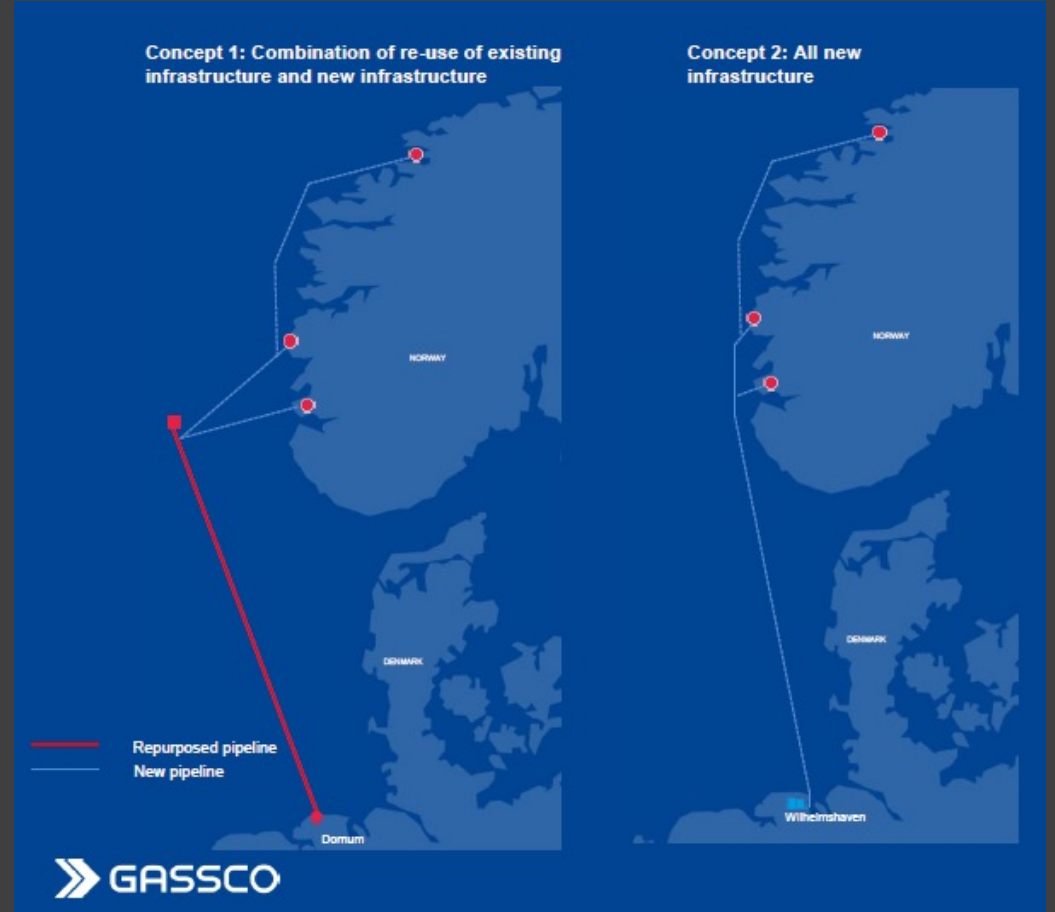 Concept 1: Combination of re-use of existing
infrastructure and new infrastructure
Concept 2: All new
infrastructure
NORWAY
NORWAY
DENMARK
DENMARK
Repurposed pipeline
New pipeline
Dornum
Wilhelmshaven
GASSCO